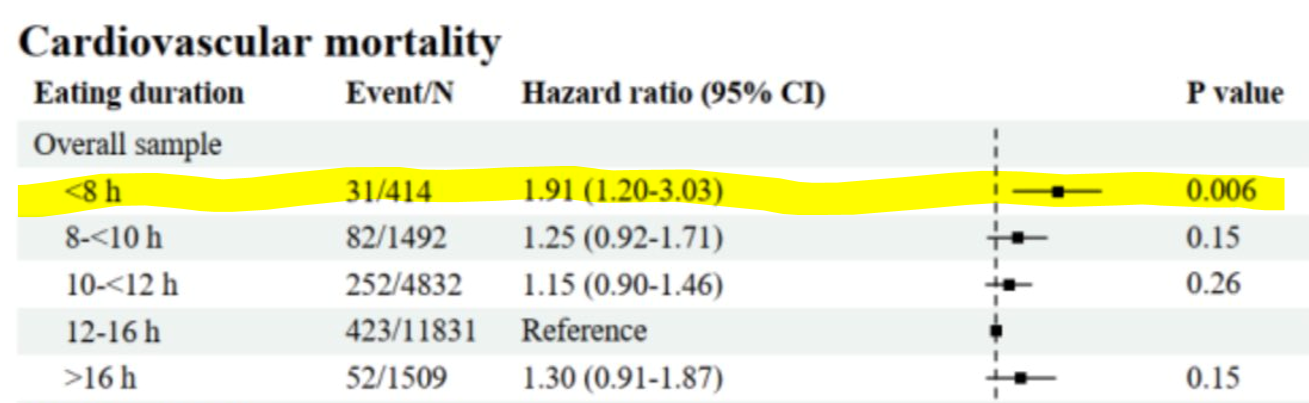 Cardiovascular mortality
Eating duration Event/N Hazard ratio (95% CI) P value
Overall sample
<8 h 31/414 1.91 (1.20-3.03) 0.006
8-<10 h 82/1492 1.25 (0.92-1.71) 0.15
10-<12 h 252/4832 1.15 (0.90-1.46) 0.26
12-16 h 423/11831 Reference
>16 h 52/1509 1.30 (0.91-1.87) 0.15